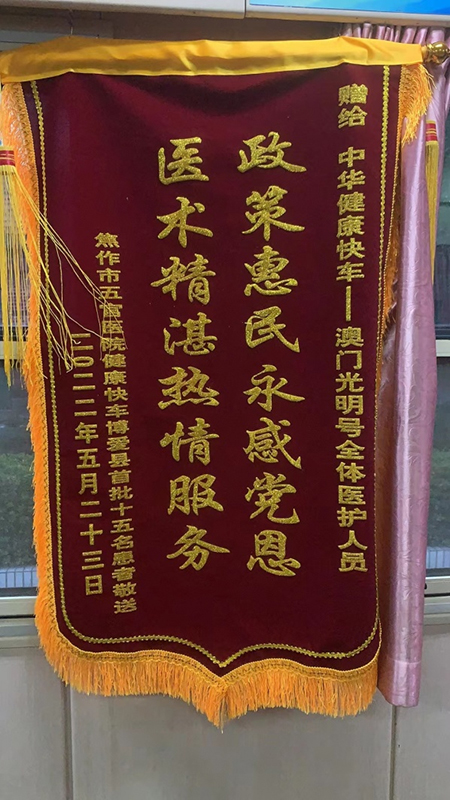 赠给 中华健康快车—澳门光明号全体医护人员
政策惠民永感党恩
医术精湛热情服务
焦作市五官医院健康快车博爱县首批十五名患者敬送
二〇二二年五月二十三日